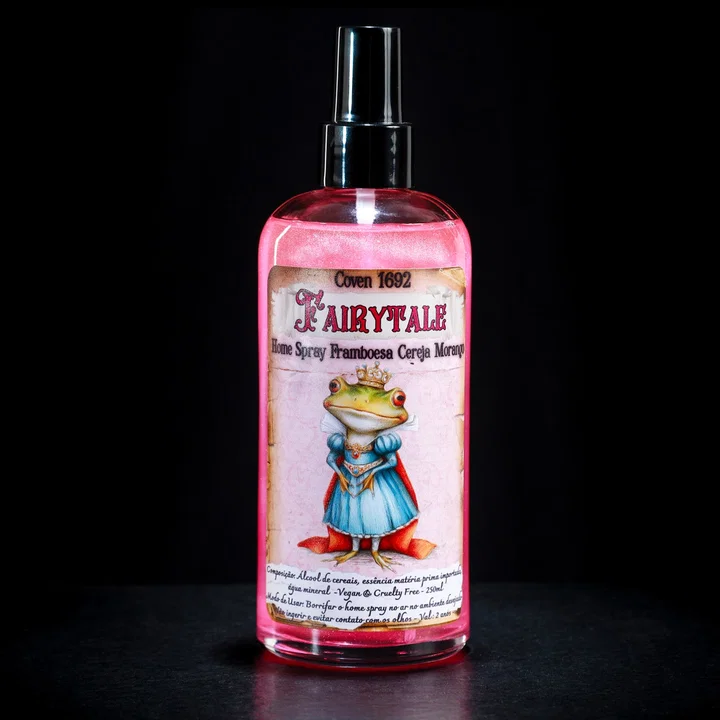 Coven 1692
FAIRYTALE
Home Spray Framboesa Cereja Morango
Composição: Álcool de cereais, essência matéria prima importada,
água mineral -Vegan & Cruelty Free - 250ml
Modo de Usar: Borrifar o home spray no ar no ambiente desejado
Não ingerir e evitar contato com os olhos - Val.: 2 anos